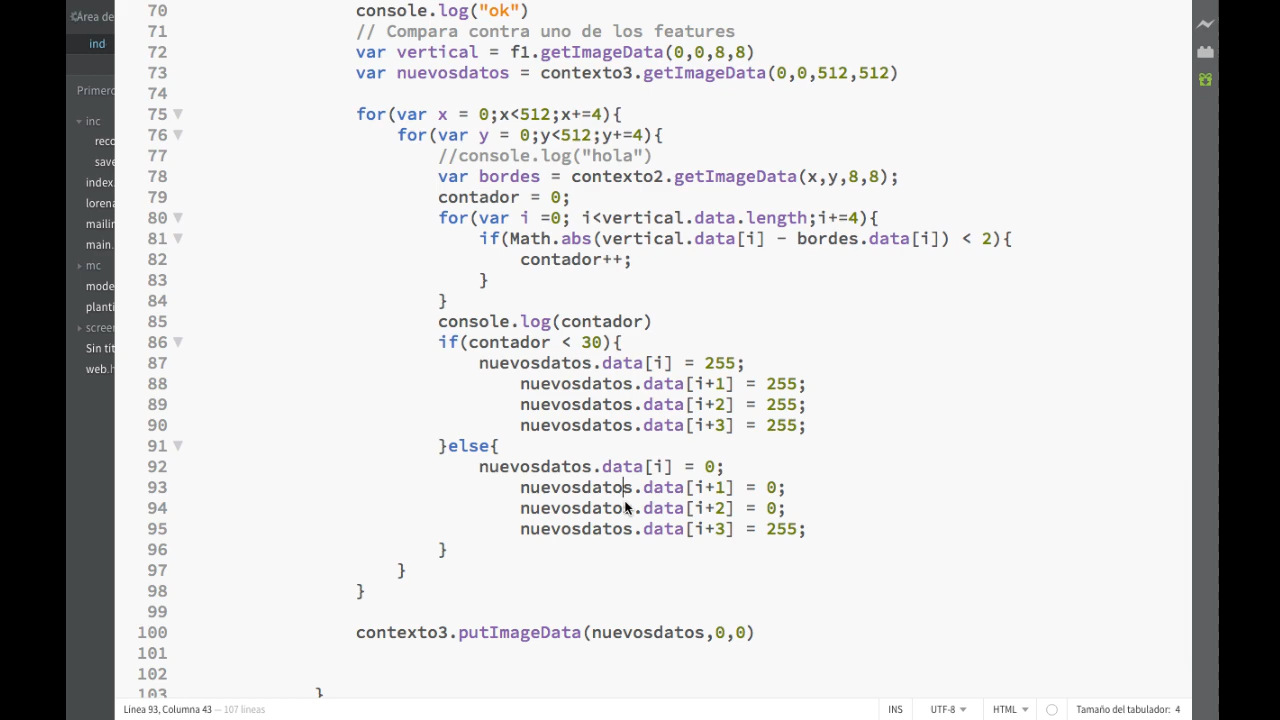 Área de
ind
Primero
inc
reco
save
index.
lorena
mailin
main.
mc
mode
planti
screen
Sin tit
web.h
70 console.log("ok")
71 // Compara contra uno de los features
72 var vertical = f1.getImageData(0,0,8,8)
73 var nuevosdatos = contexto3.getImageData(0,0,512,512)
74
75 for(var x = 0;x<512;x+=4){
76 for(var y = 0;y<512;y+=4){
77 //console.log("hola")
78 var bordes = contexto2.getImageData(x,y,8,8);
79 contador = 0;
80 for(var i =0; i<vertical.data.length;i+=4){
81 if(Math.abs(vertical.data[i] - bordes.data[i]) < 2){
82 contador++;
83 }
84 }
85 console.log(contador)
86 if(contador < 30){
87 nuevosdatos.data[i] = 255;
88 nuevosdatos.data[i+1] = 255;
89 nuevosdatos.data[i+2] = 255;
90 nuevosdatos.data[i+3] = 255;
91 }else{
92 nuevosdatos.data[i] = 0;
93 nuevosdatos.data[i+1] = 0;
94 nuevosdatos.data[i+2] = 0;
95 nuevosdatos.data[i+3] = 255;
96 }
97 }
98 }
99
100 contexto3.putImageData(nuevosdatos,0,0)
101
102
103 }
Línea 93, Columna 43 — 107 líneas INS UTF-8 HTML Tamaño del tabulador: 4